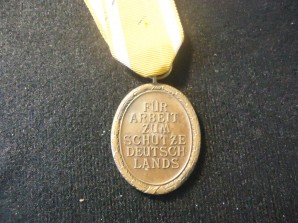 FÜR
ARBEIT
ZUM
SCHUTZE
DEUTSCH
LANDS